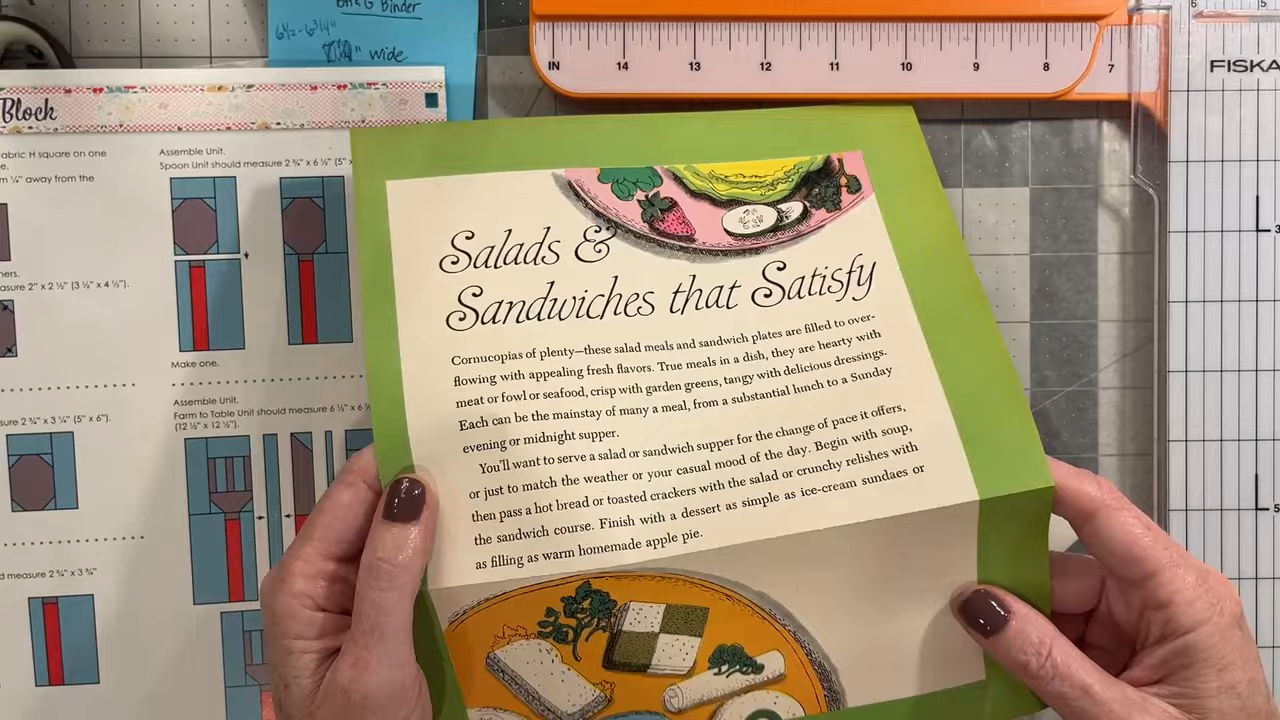 BH&G Binder
6½-6¾"
" wide
IN 14 13 12 11 10 9 8 7
6 5
FISKA
3
5
Block
abric H square on one
e.
m ¼" away from the
ners.
asure 2" x 2 ½" (3 ½" x 4 ½").
sure 2 ¾" x 3 ¼" (5" x 6").
d measure 2 ¾" x 3 ¾"
Assemble Unit.
Spoon Unit should measure 2 ¾" x 6 ½" (5" x
Make one.
Assemble Unit.
Farm to Table Unit should measure 6 ½" x 6 ½
(12 ½" x 12 ½").
Salads &
Sandwiches that Satisfy
Cornucopias of plenty—these salad meals and sandwich plates are filled to over-
flowing with appealing fresh flavors. True meals in a dish, they are hearty with
meat or fowl or seafood, crisp with garden greens, tangy with delicious dressings.
Each can be the mainstay of many a meal, from a substantial lunch to a Sunday
evening or midnight supper.
You'll want to serve a salad or sandwich supper for the change of pace it offers,
or just to match the weather or your casual mood of the day. Begin with soup,
then pass a hot bread or toasted crackers with the salad or crunchy relishes with
the sandwich course. Finish with a dessert as simple as ice-cream sundaes or
as filling as warm homemade apple pie.